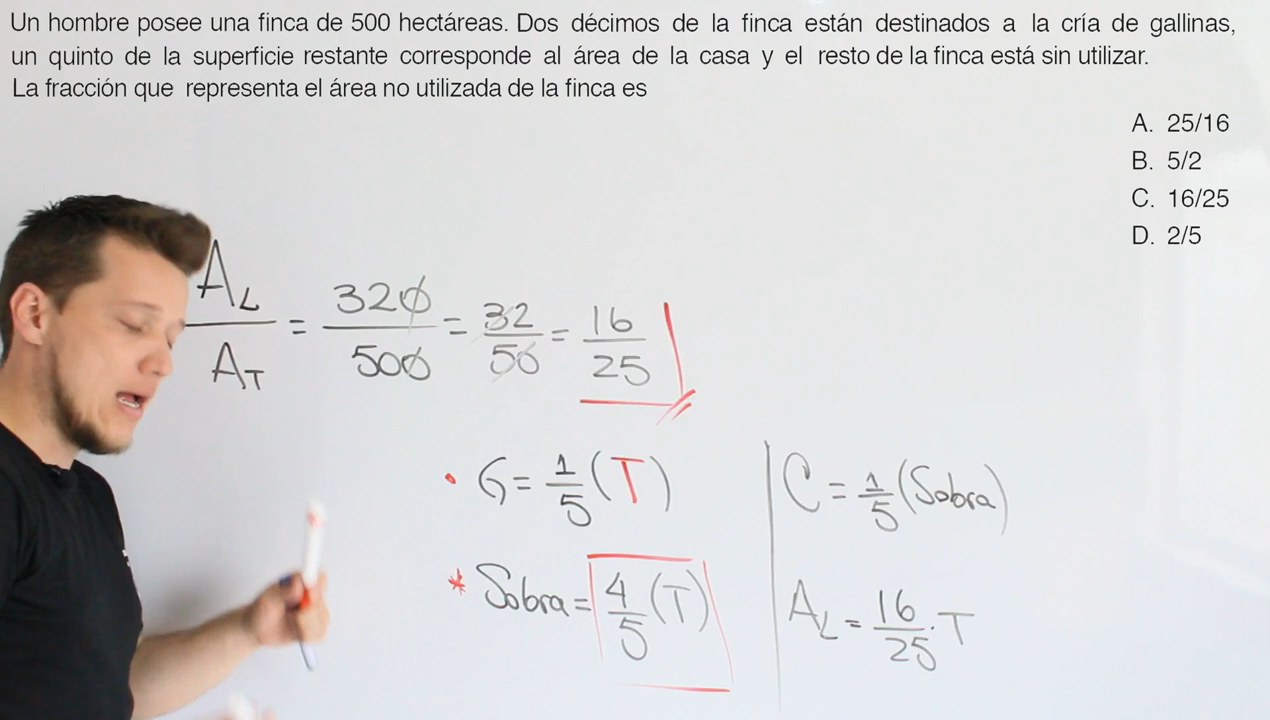 Un hombre posee una finca de 500 hectáreas. Dos décimos de la finca están destinados a la cría de gallinas,
un quinto de la superficie restante corresponde al área de la casa y el resto de la finca está sin utilizar.
La fracción que representa el área no utilizada de la finca es
A. 25/16
B. 5/2
C. 16/25
D. 2/5
A_L/A_T = 320/500 = 32/50 = 16/25
• G = 1/5 (T)
* Sobra = 4/5 (T)
C = 1/5 (Sobra)
A_L = 16/25 · T